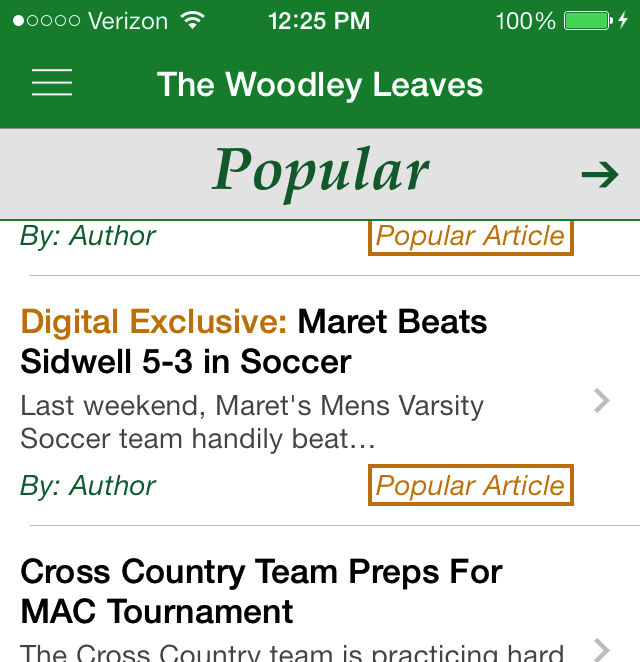 Verizon 12:25 PM 100%
The Woodley Leaves
Popular
By: Author Popular Article
Digital Exclusive: Maret Beats
Sidwell 5-3 in Soccer
Last weekend, Maret's Mens Varsity
Soccer team handily beat…
By: Author Popular Article
Cross Country Team Preps For
MAC Tournament
The Cross Country team is practicing hard